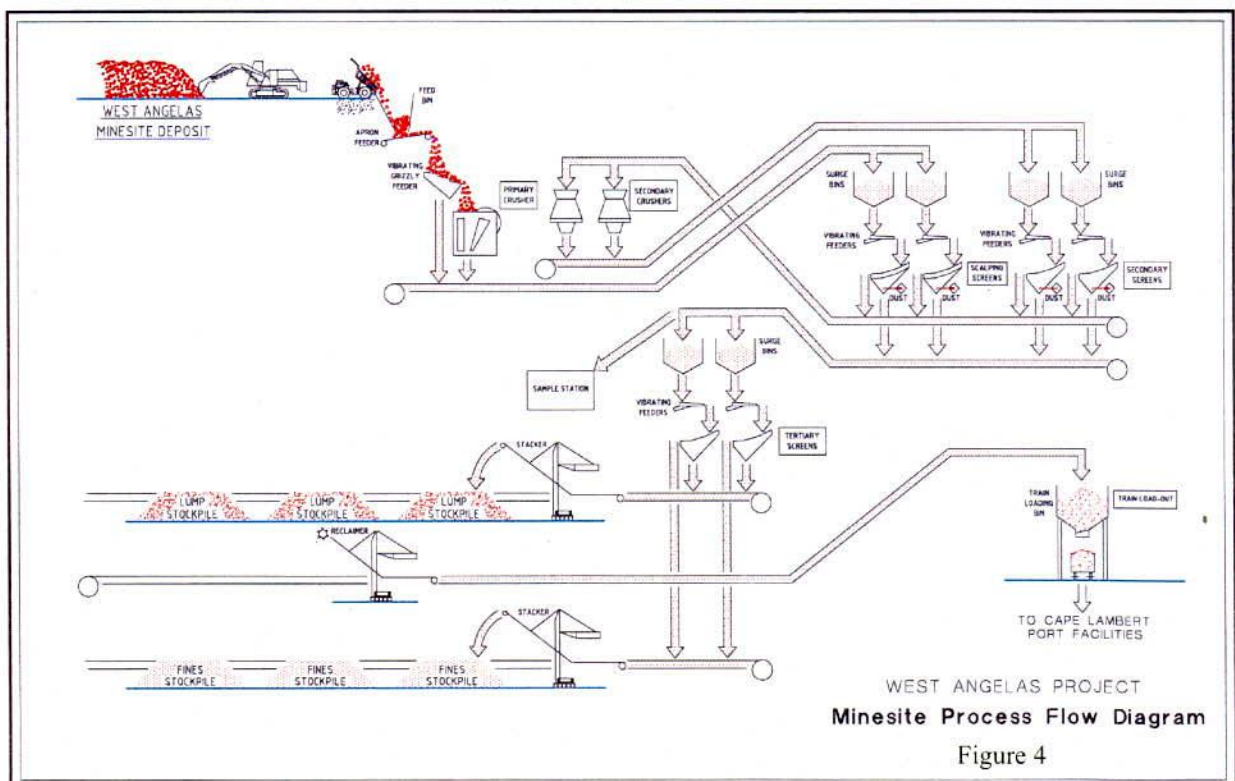 WEST ANGELAS
MINESITE DEPOSIT
FEED
BIN
APRON
FEEDER
VIBRATING
GRIZZLY
FEEDER
PRIMARY
CRUSHER
SECONDARY
CRUSHERS
SURGE
BINS
SURGE
BINS
VIBRATING
FEEDERS
VIBRATING
FEEDERS
SCALPING
SCREENS
SECONDARY
SCREENS
DUST
DUST
DUST
DUST
SURGE
BINS
SAMPLE STATION
VIBRATING
FEEDERS
TERTIARY
SCREENS
STACKER
LUMP
STOCKPILE
LUMP
STOCKPILE
LUMP
STOCKPILE
RECLAIMER
TRAIN
LOADING
BIN
TRAIN LOAD-OUT
TO CAPE LAMBERT
PORT FACILITIES
STACKER
FINES
STOCKPILE
FINES
STOCKPILE
FINES
STOCKPILE
WEST ANGELAS PROJECT
Minesite Process Flow Diagram
Figure 4